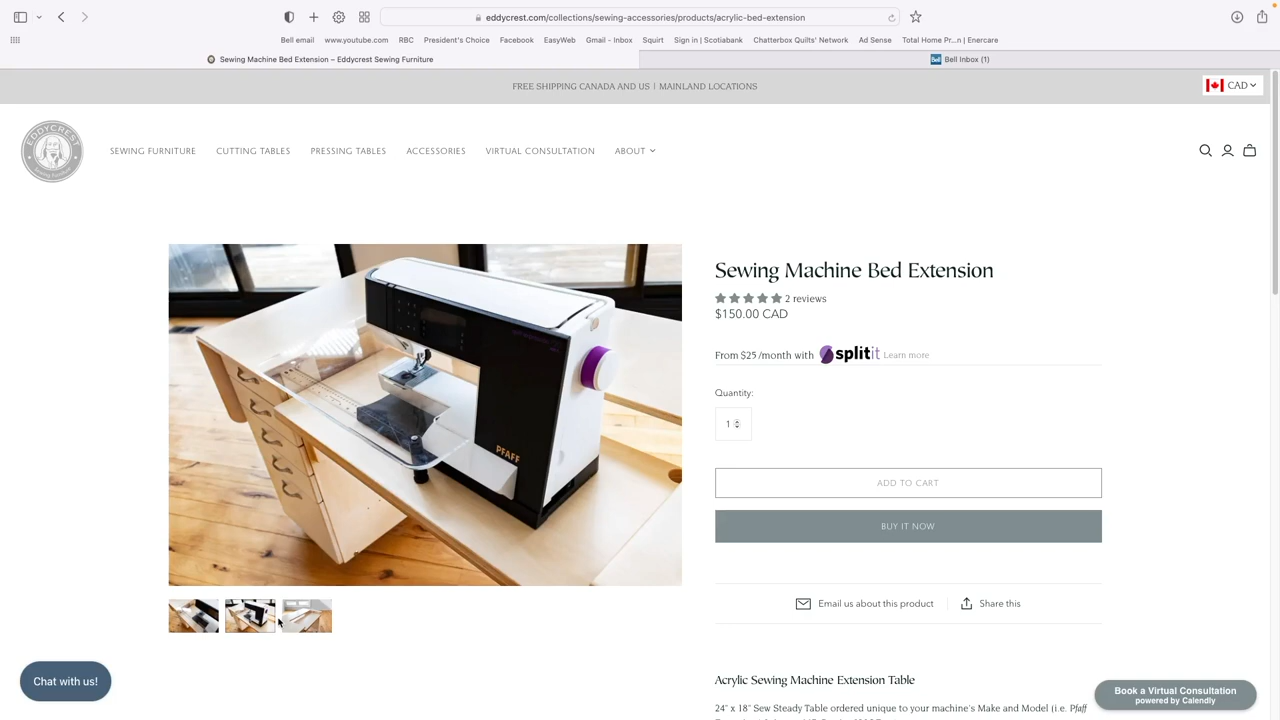 eddycrest.com/collections/sewing-accessories/products/acrylic-bed-extension
Bell email www.youtube.com RBC President's Choice Facebook EasyWeb Gmail - Inbox Squirt Sign in | Scotiabank Chatterbox Quilts' Network Ad Sense Total Home Pr...n | Enercare
Sewing Machine Bed Extension – Eddycrest Sewing Furniture
Bell Bell Inbox (1)
FREE SHIPPING CANADA AND US | MAINLAND LOCATIONS
CAD
EDDYCREST
Sewing Furniture
SEWING FURNITURE CUTTING TABLES PRESSING TABLES ACCESSORIES VIRTUAL CONSULTATION ABOUT
Sewing Machine Bed Extension
2 reviews
$150.00 CAD
From $25 /month with splitit Learn more
Quantity:
1
ADD TO CART
BUY IT NOW
PFAFF
Email us about this product Share this
Chat with us!
Acrylic Sewing Machine Extension Table
Book a Virtual Consultation
powered by Calendly
24" x 18" Sew Steady Table ordered unique to your machine's Make and Model (i.e. Pfaff